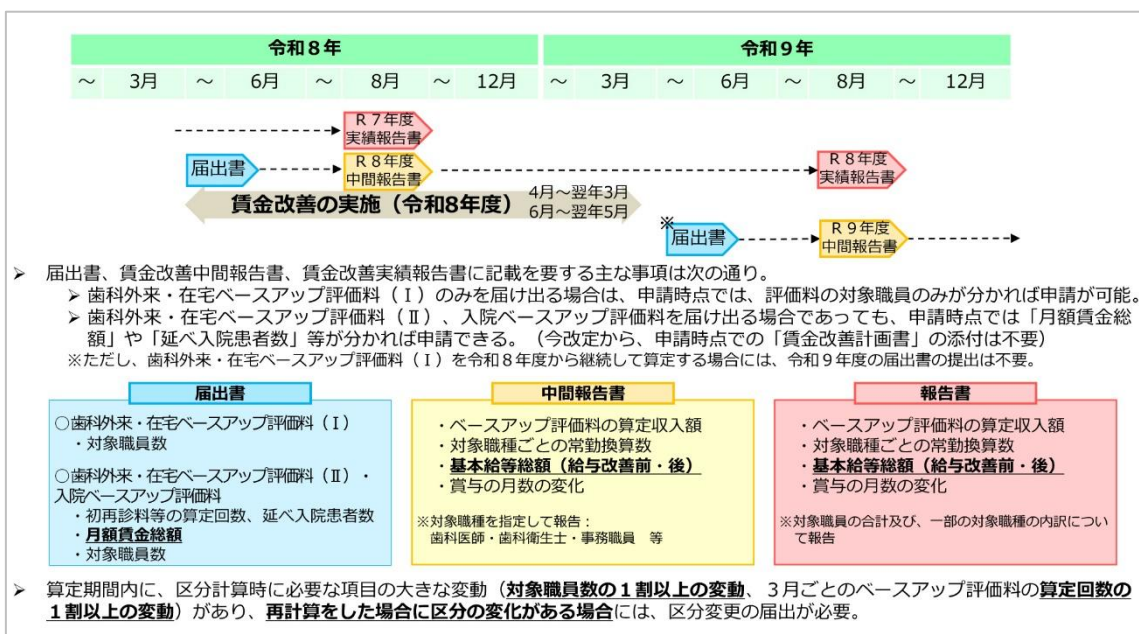 令和８年 令和９年
～ 3月 ～ 6月 ～ 8月 ～ 12月 ～ 3月 ～ 6月 ～ 8月 ～ 12月
Ｒ７年度
実績報告書
届出書
Ｒ８年度
中間報告書
Ｒ８年度
実績報告書
賃金改善の実施（令和8年度）
4月～翌年3月
6月～翌年5月
※
届出書
Ｒ９年度
中間報告書
➢ 届出書、賃金改善中間報告書、賃金改善実績報告書に記載を要する主な事項は次の通り。
➢ 歯科外来・在宅ベースアップ評価料（Ⅰ）のみを届け出る場合は、申請時点では、評価料の対象職員のみが分かれば申請が可能。
➢ 歯科外来・在宅ベースアップ評価料（Ⅱ）、入院ベースアップ評価料を届け出る場合であっても、申請時点では「月額賃金総
額」や「延べ入院患者数」等が分かれば申請できる。（今改定から、申請時点での「賃金改善計画書」の添付は不要）
※ただし、歯科外来・在宅ベースアップ評価料（Ⅰ）を令和８年度から継続して算定する場合には、令和９年度の届出書の提出は不要。
届出書
○歯科外来・在宅ベースアップ評価料（Ⅰ）
・対象職員数
○歯科外来・在宅ベースアップ評価料（Ⅱ）・
入院ベースアップ評価料
・初再診料等の算定回数、延べ入院患者数
・月額賃金総額
・対象職員数
中間報告書
・ベースアップ評価料の算定収入額
・対象職種ごとの常勤換算数
・基本給等総額（給与改善前・後）
・賞与の月数の変化
※対象職種を指定して報告：
歯科医師・歯科衛生士・事務職員　等
報告書
・ベースアップ評価料の算定収入額
・対象職種ごとの常勤換算数
・基本給等総額（給与改善前・後）
・賞与の月数の変化
※対象職員の合計及び、一部の対象職種の内訳につい
て報告
➢ 算定期間内に、区分計算時に必要な項目の大きな変動（対象職員数の１割以上の変動、３月ごとのベースアップ評価料の算定回数の
１割以上の変動）があり、再計算をした場合に区分の変化がある場合には、区分変更の届出が必要。